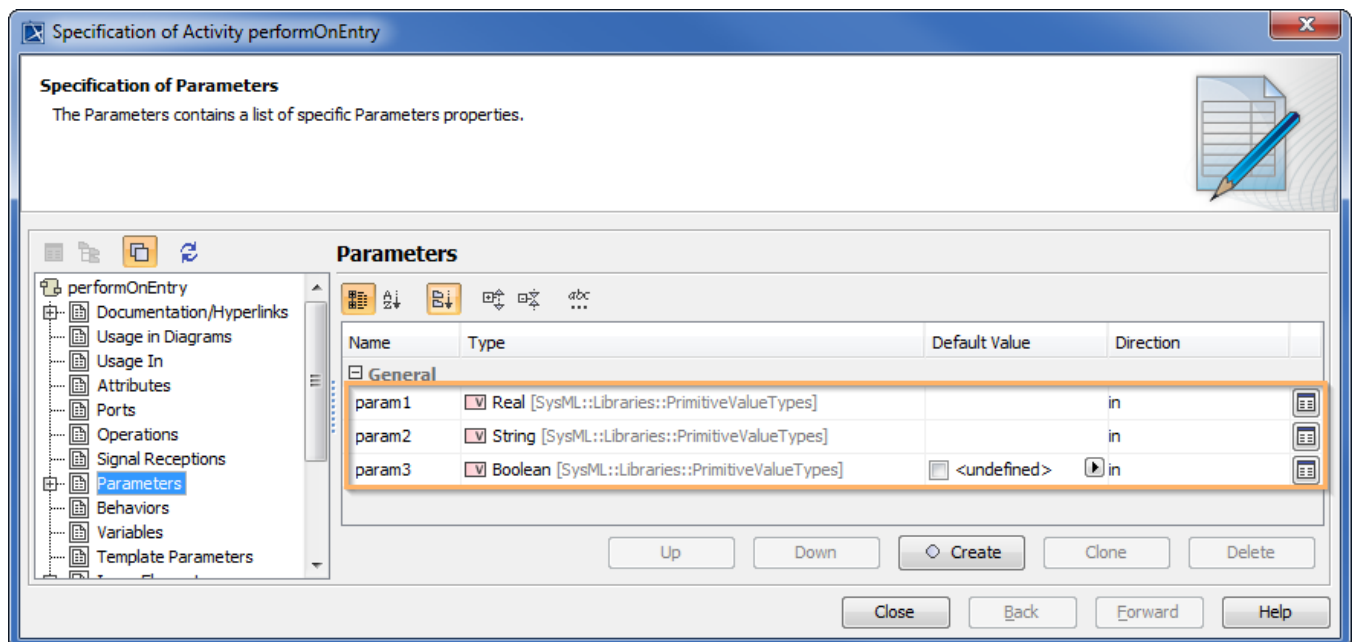 Specification of Activity performOnEntry
Specification of Parameters
The Parameters contains a list of specific Parameters properties.
Parameters
performOnEntry
Documentation/Hyperlinks
Usage in Diagrams
Usage In
Attributes
Ports
Operations
Signal Receptions
Parameters
Behaviors
Variables
Template Parameters
abc
Name Type Default Value Direction
General
param1 V Real [SysML::Libraries::PrimitiveValueTypes] in
param2 V String [SysML::Libraries::PrimitiveValueTypes] in
param3 V Boolean [SysML::Libraries::PrimitiveValueTypes] <undefined> in
Up Down Create Clone Delete
Close Back Forward Help